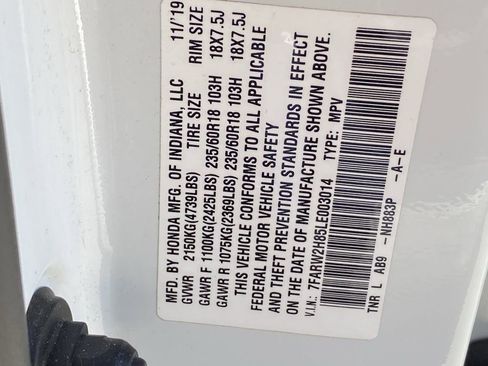 MFD. BY HONDA MFG. OF INDIANA, LLC 11/'19
GVWR 2150KG(4739LBS) TIRE SIZE RIM SIZE
GAWR F 1100KG(2425LBS) 235/60R18 103H 18X7.5J
GAWR R 1075KG(2369LBS) 235/60R18 103H 18X7.5J
THIS VEHICLE CONFORMS TO ALL APPLICABLE
FEDERAL MOTOR VEHICLE SAFETY
AND THEFT PREVENTION STANDARDS IN EFFECT
ON THE DATE OF MANUFACTURE SHOWN ABOVE.
V.I.N.: 7FARW2H85LE003014 TYPE: MPV
TNR L AB9 -NH883P -A-E